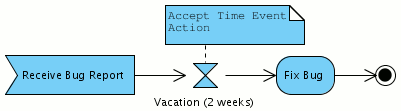 Accept Time Event
Action
Receive Bug Report
Fix Bug
Vacation (2 weeks)